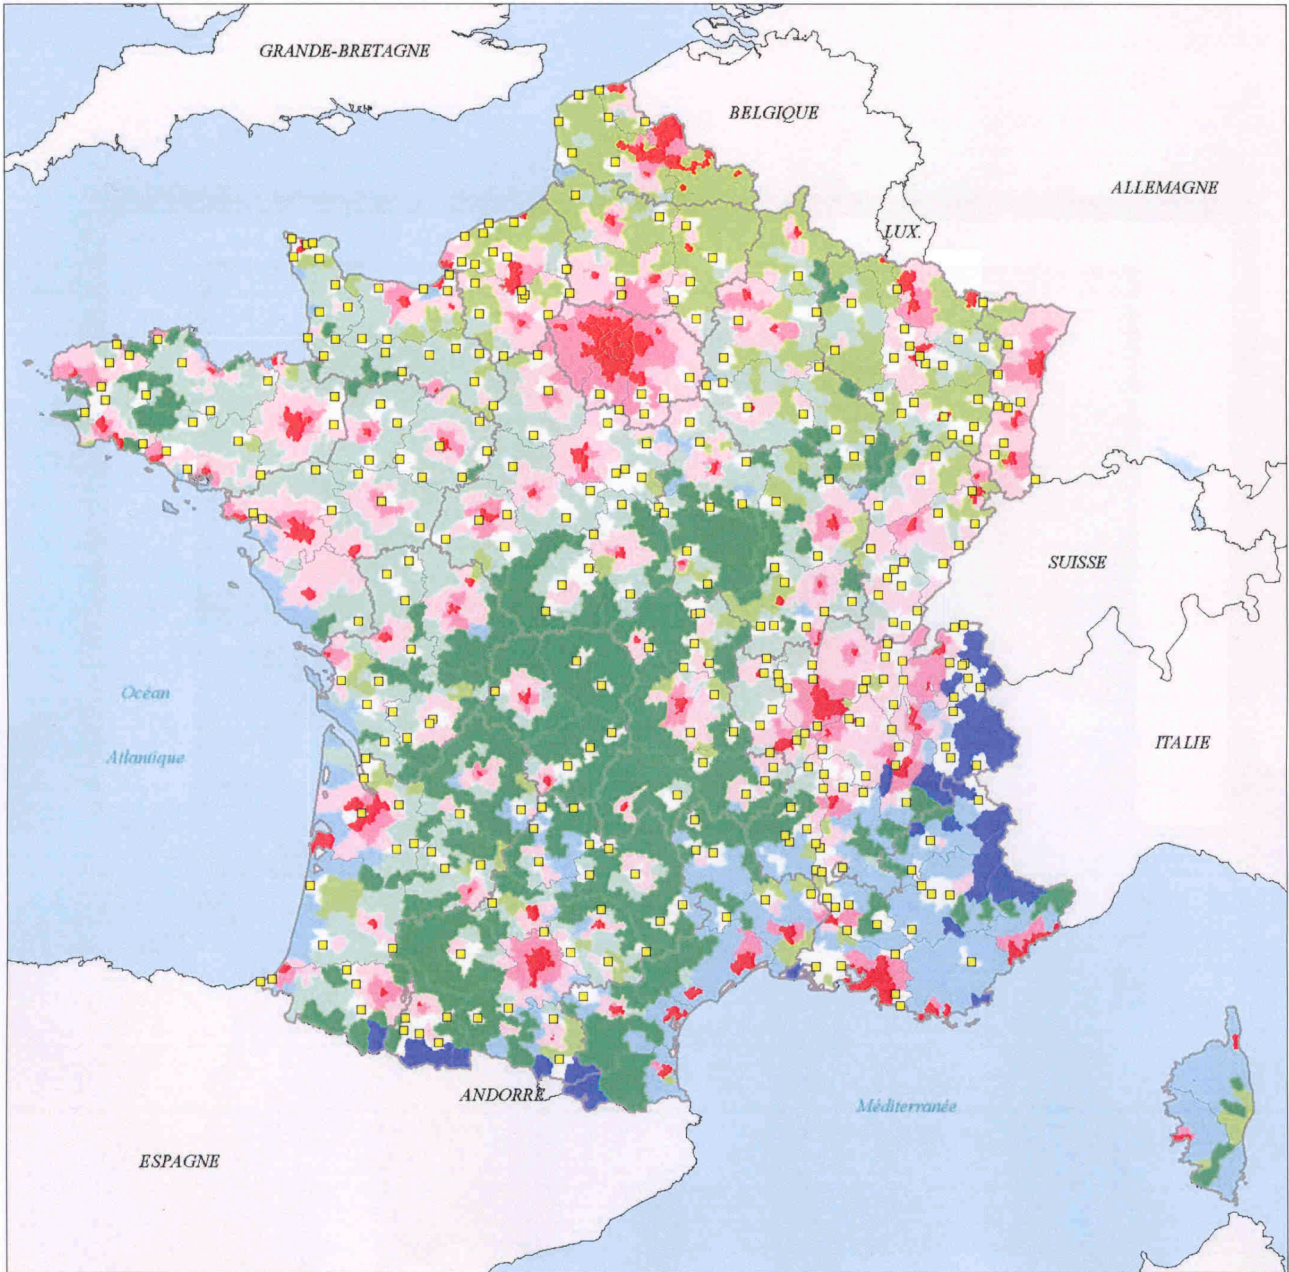 GRANDE-BRETAGNE
BELGIQUE
ALLEMAGNE
LUX.
SUISSE
Océan
Atlantique
ITALIE
ANDORRE
Méditerranée
ESPAGNE